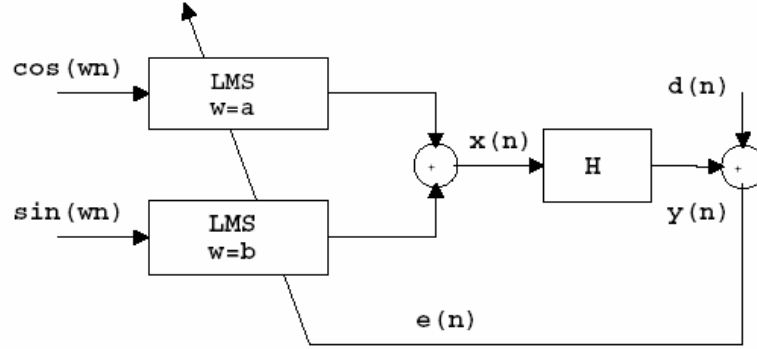 cos(wn)
LMS
w=a
d(n)
+
x(n)
H
+
sin(wn)
LMS
w=b
y(n)
e(n)